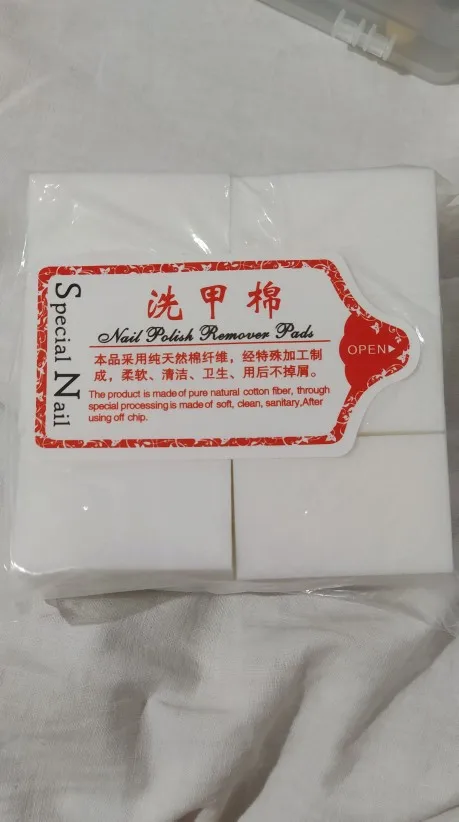 Special Nail
洗甲棉
Nail Polish Remover Pads
本品采用纯天然棉纤维，经特殊加工制
成，柔软、清洁、卫生、用后不掉屑。
The product is made of pure natural cotton fiber, through
special processing is made of soft, clean, sanitary,After
using off chip.
OPEN